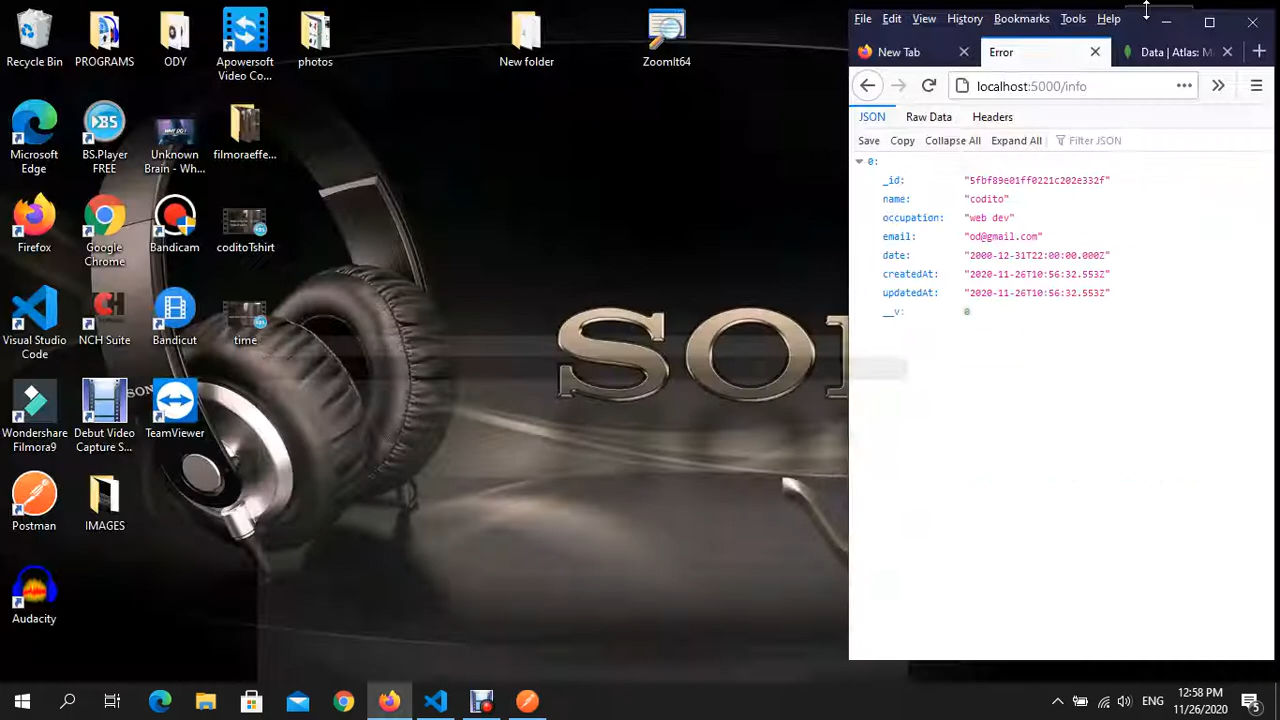 Recycle Bin
PROGRAMS
ODY
Apowersoft
Video Co...
photos
New folder
ZoomIt64
Microsoft
Edge
BS.Player
FREE
Unknown
Brain - Wh...
filmoraeffe...
Firefox
Google
Chrome
Bandicam
coditoTshirt
Visual Studio
Code
NCH Suite
Bandicut
time
Wondershare
Filmora9
Debut Video
Capture S...
TeamViewer
Postman
IMAGES
Audacity
SONY
File Edit View History Bookmarks Tools Help
New Tab
Error
Data | Atlas: M
localhost:5000/info
JSON Raw Data Headers
Save Copy Collapse All Expand All Filter JSON
0:
_id: "5fbf89e01ff0221c202e332f"
name: "codito"
occupation: "web dev"
email: "od@gmail.com"
date: "2000-12-31T22:00:00.000Z"
createdAt: "2020-11-26T10:56:32.553Z"
updatedAt: "2020-11-26T10:56:32.553Z"
__v: 0
ENG
12:58 PM
11/26/2020
5